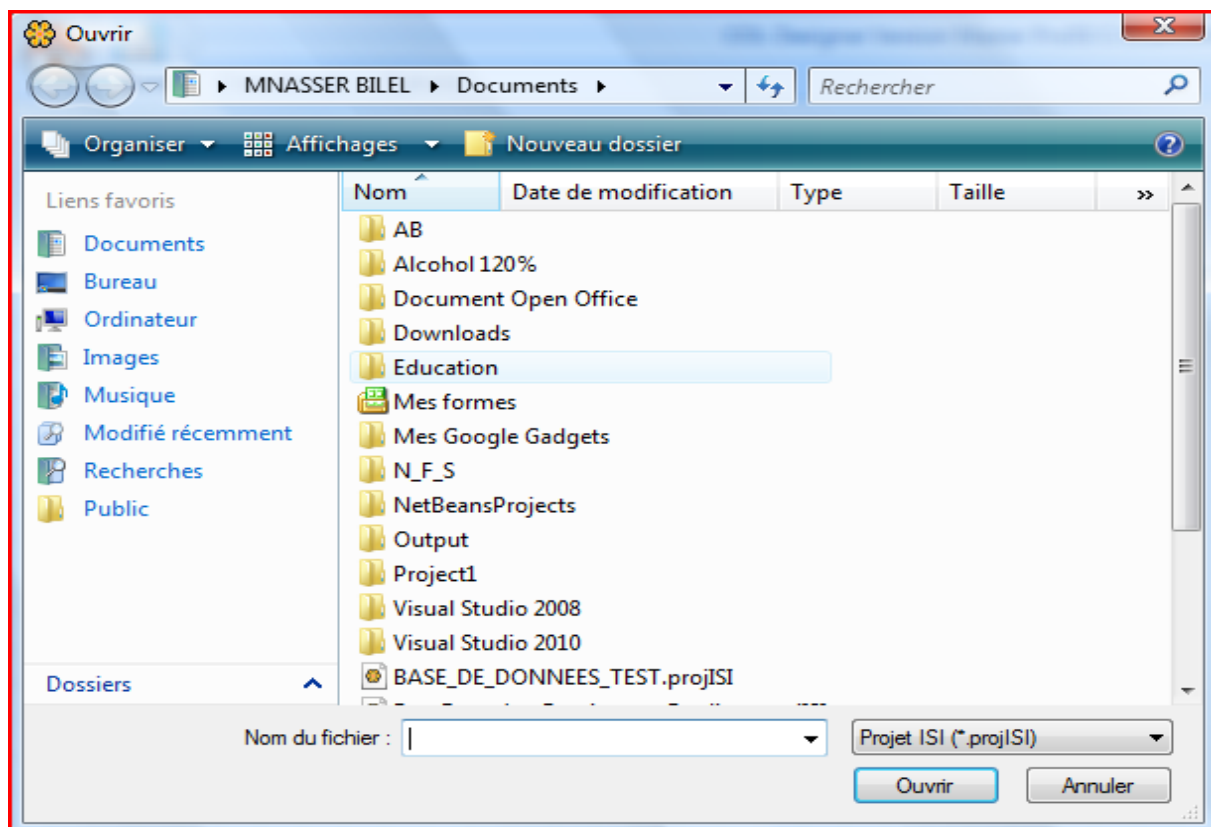 Ouvrir
MNASSER BILEL Documents
Rechercher
Organiser Affichages Nouveau dossier
Liens favoris
Documents
Bureau
Ordinateur
Images
Musique
Modifié récemment
Recherches
Public
Dossiers
Nom Date de modification Type Taille »
AB
Alcohol 120%
Document Open Office
Downloads
Education
Mes formes
Mes Google Gadgets
N_F_S
NetBeansProjects
Output
Project1
Visual Studio 2008
Visual Studio 2010
BASE_DE_DONNEES_TEST.projISI
Nom du fichier :
Projet ISI (*.projISI)
Ouvrir Annuler